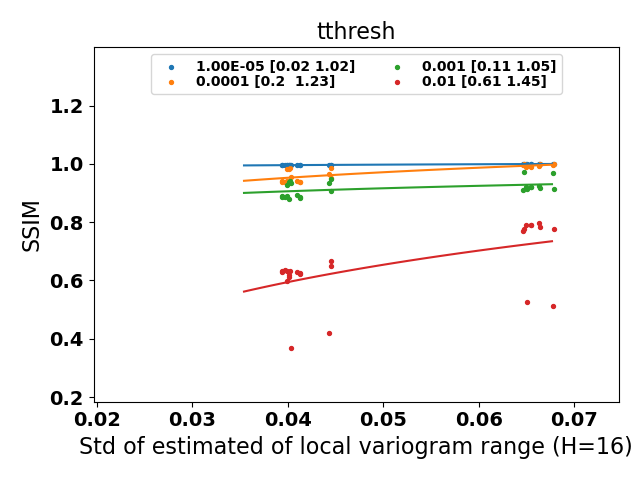 tthresh
1.00E-05 [0.02 1.02]
0.0001 [0.2  1.23]
0.001 [0.11 1.05]
0.01 [0.61 1.45]
SSIM
1.2
1.0
0.8
0.6
0.4
0.2
0.02 0.03 0.04 0.05 0.06 0.07
Std of estimated of local variogram range (H=16)